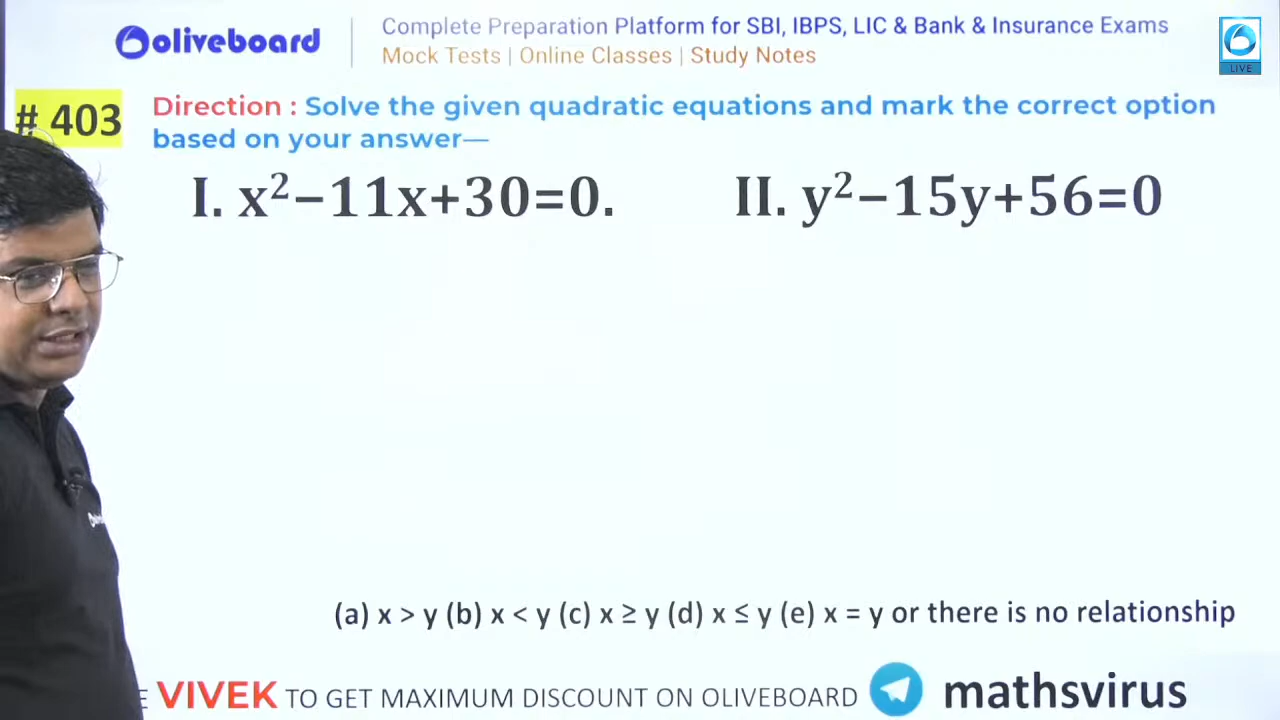 oliveboard
Complete Preparation Platform for SBI, IBPS, LIC & Bank & Insurance Exams
Mock Tests | Online Classes | Study Notes
LIVE
# 403
Direction : Solve the given quadratic equations and mark the correct option
based on your answer—
I. x²−11x+30=0.
II. y²−15y+56=0
(a) x > y (b) x < y (c) x ≥ y (d) x ≤ y (e) x = y or there is no relationship
VIVEK TO GET MAXIMUM DISCOUNT ON OLIVEBOARD
mathsvirus